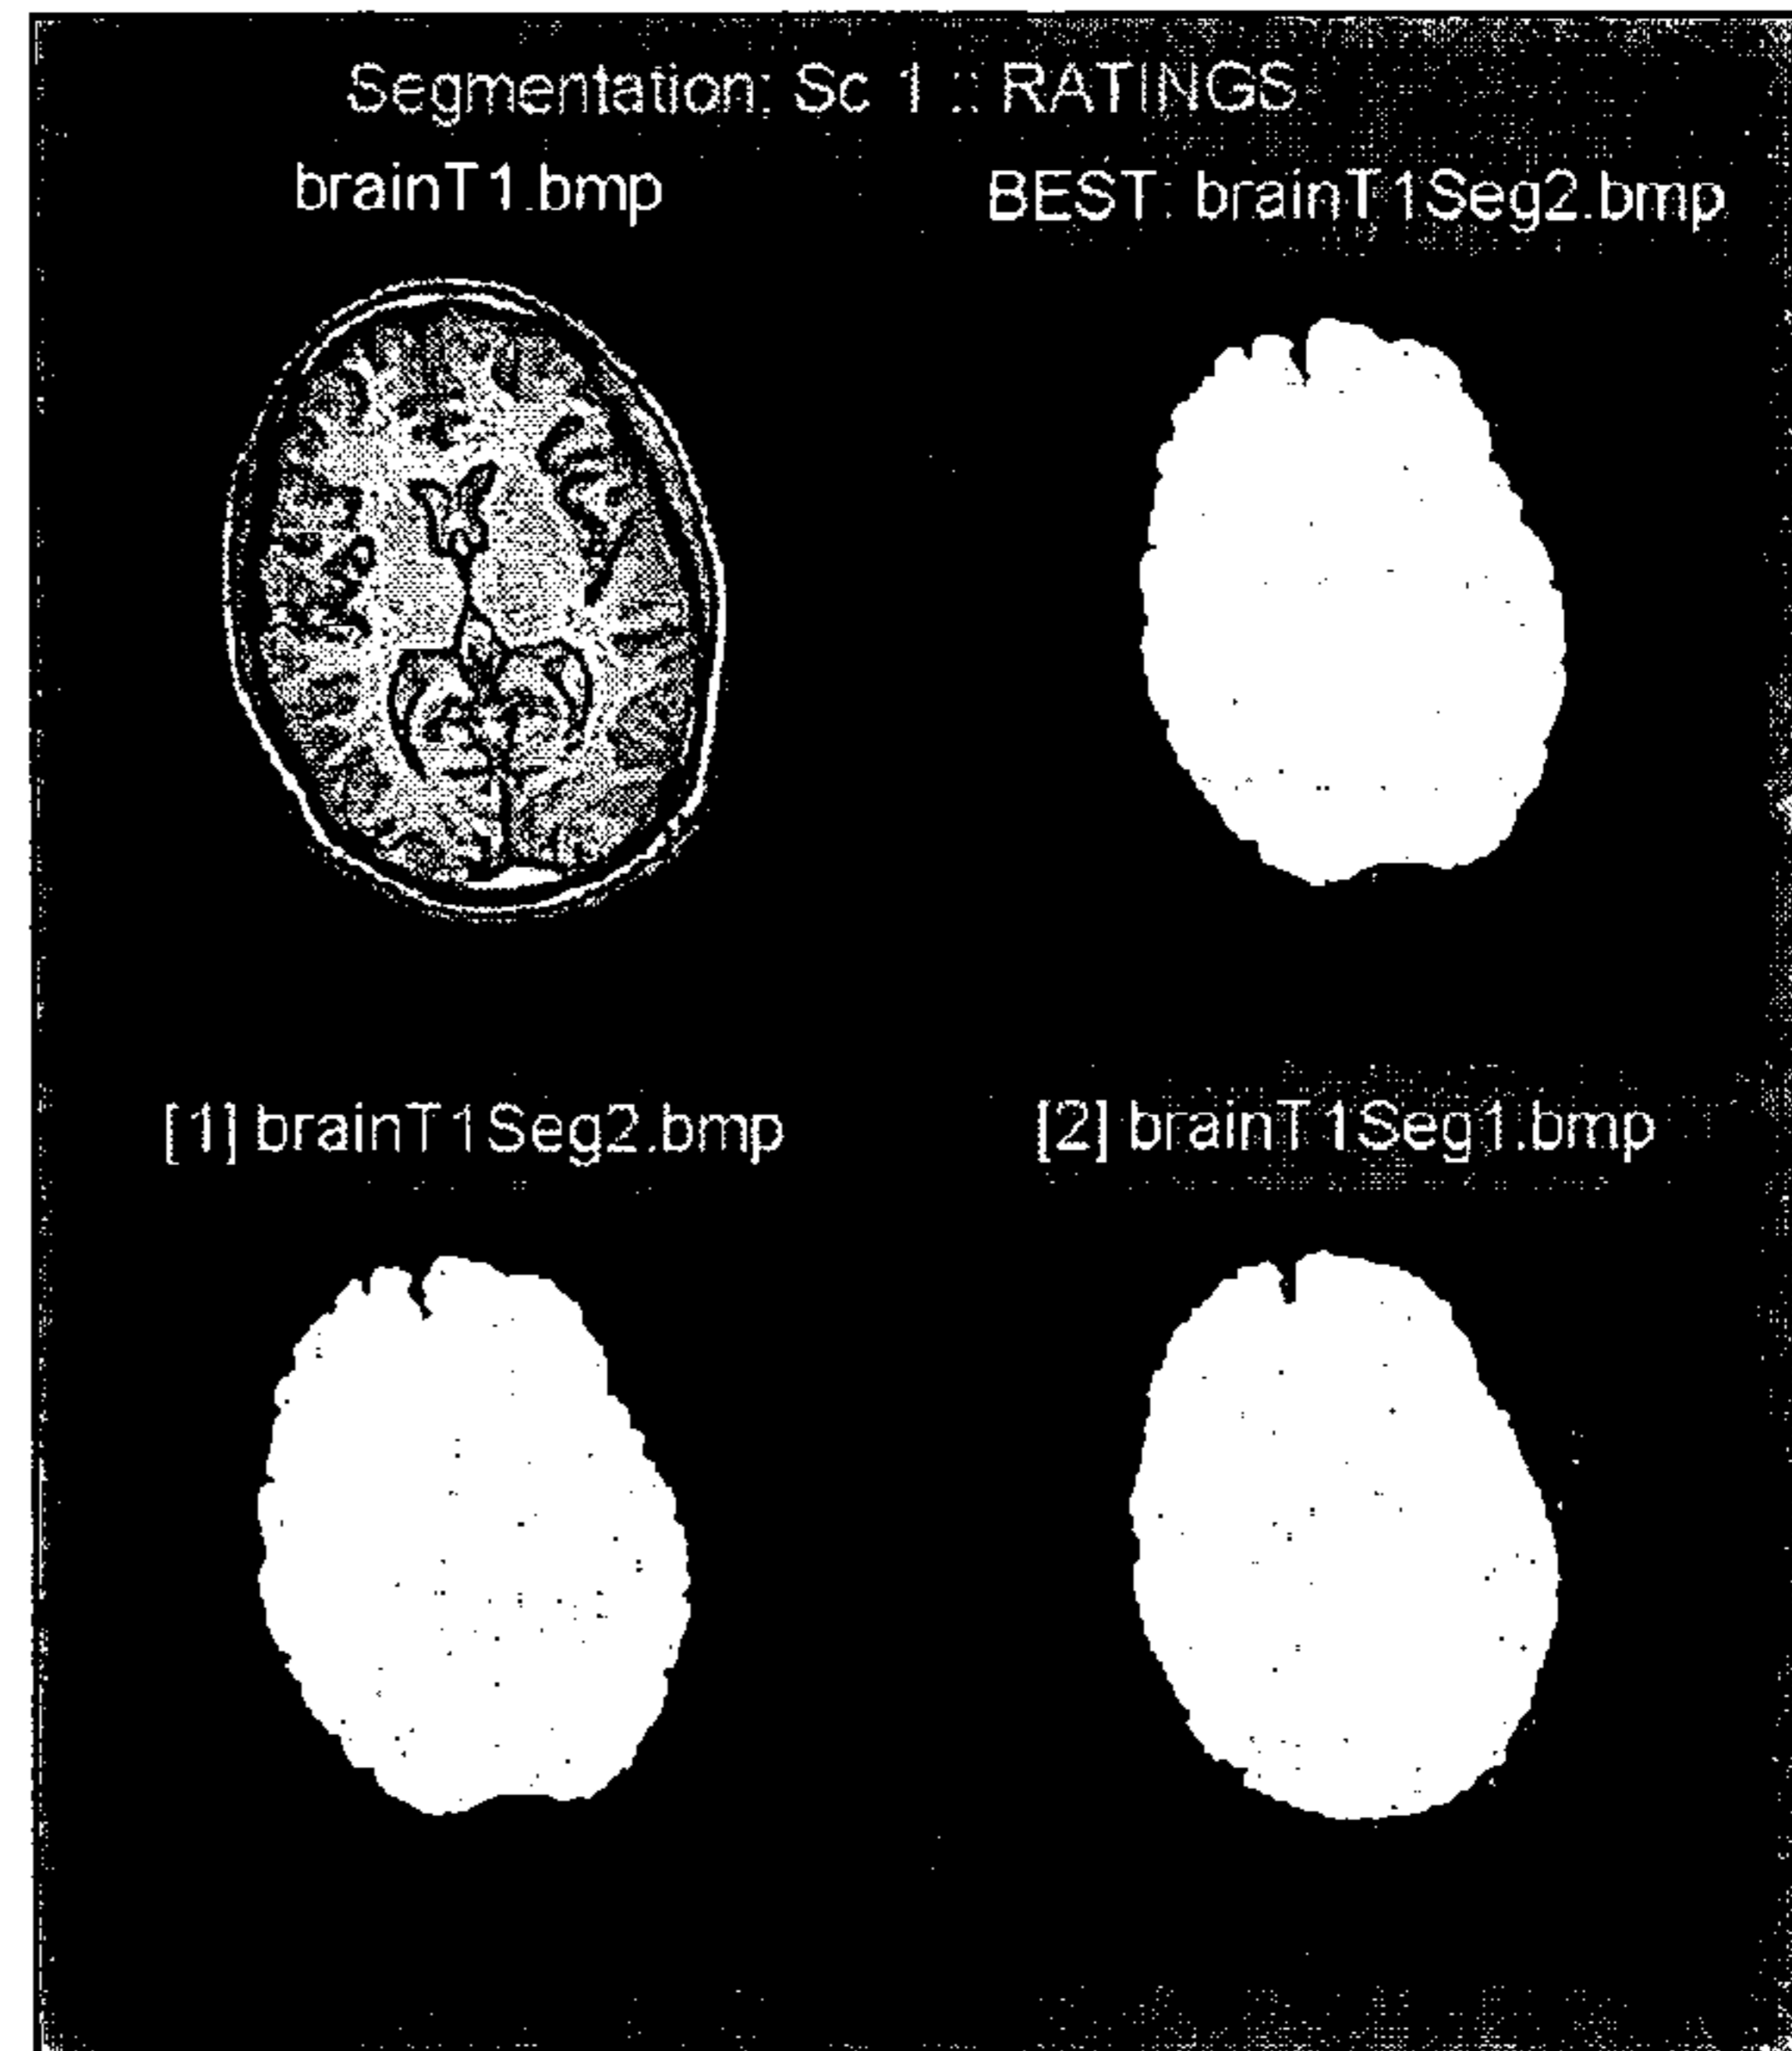 Segmentation: Sc 1 :: RATINGS
brainT1.bmp
BEST: brainT1Seg2.bmp
[1] brainT1Seg2.bmp
[2] brainT1Seg1.bmp